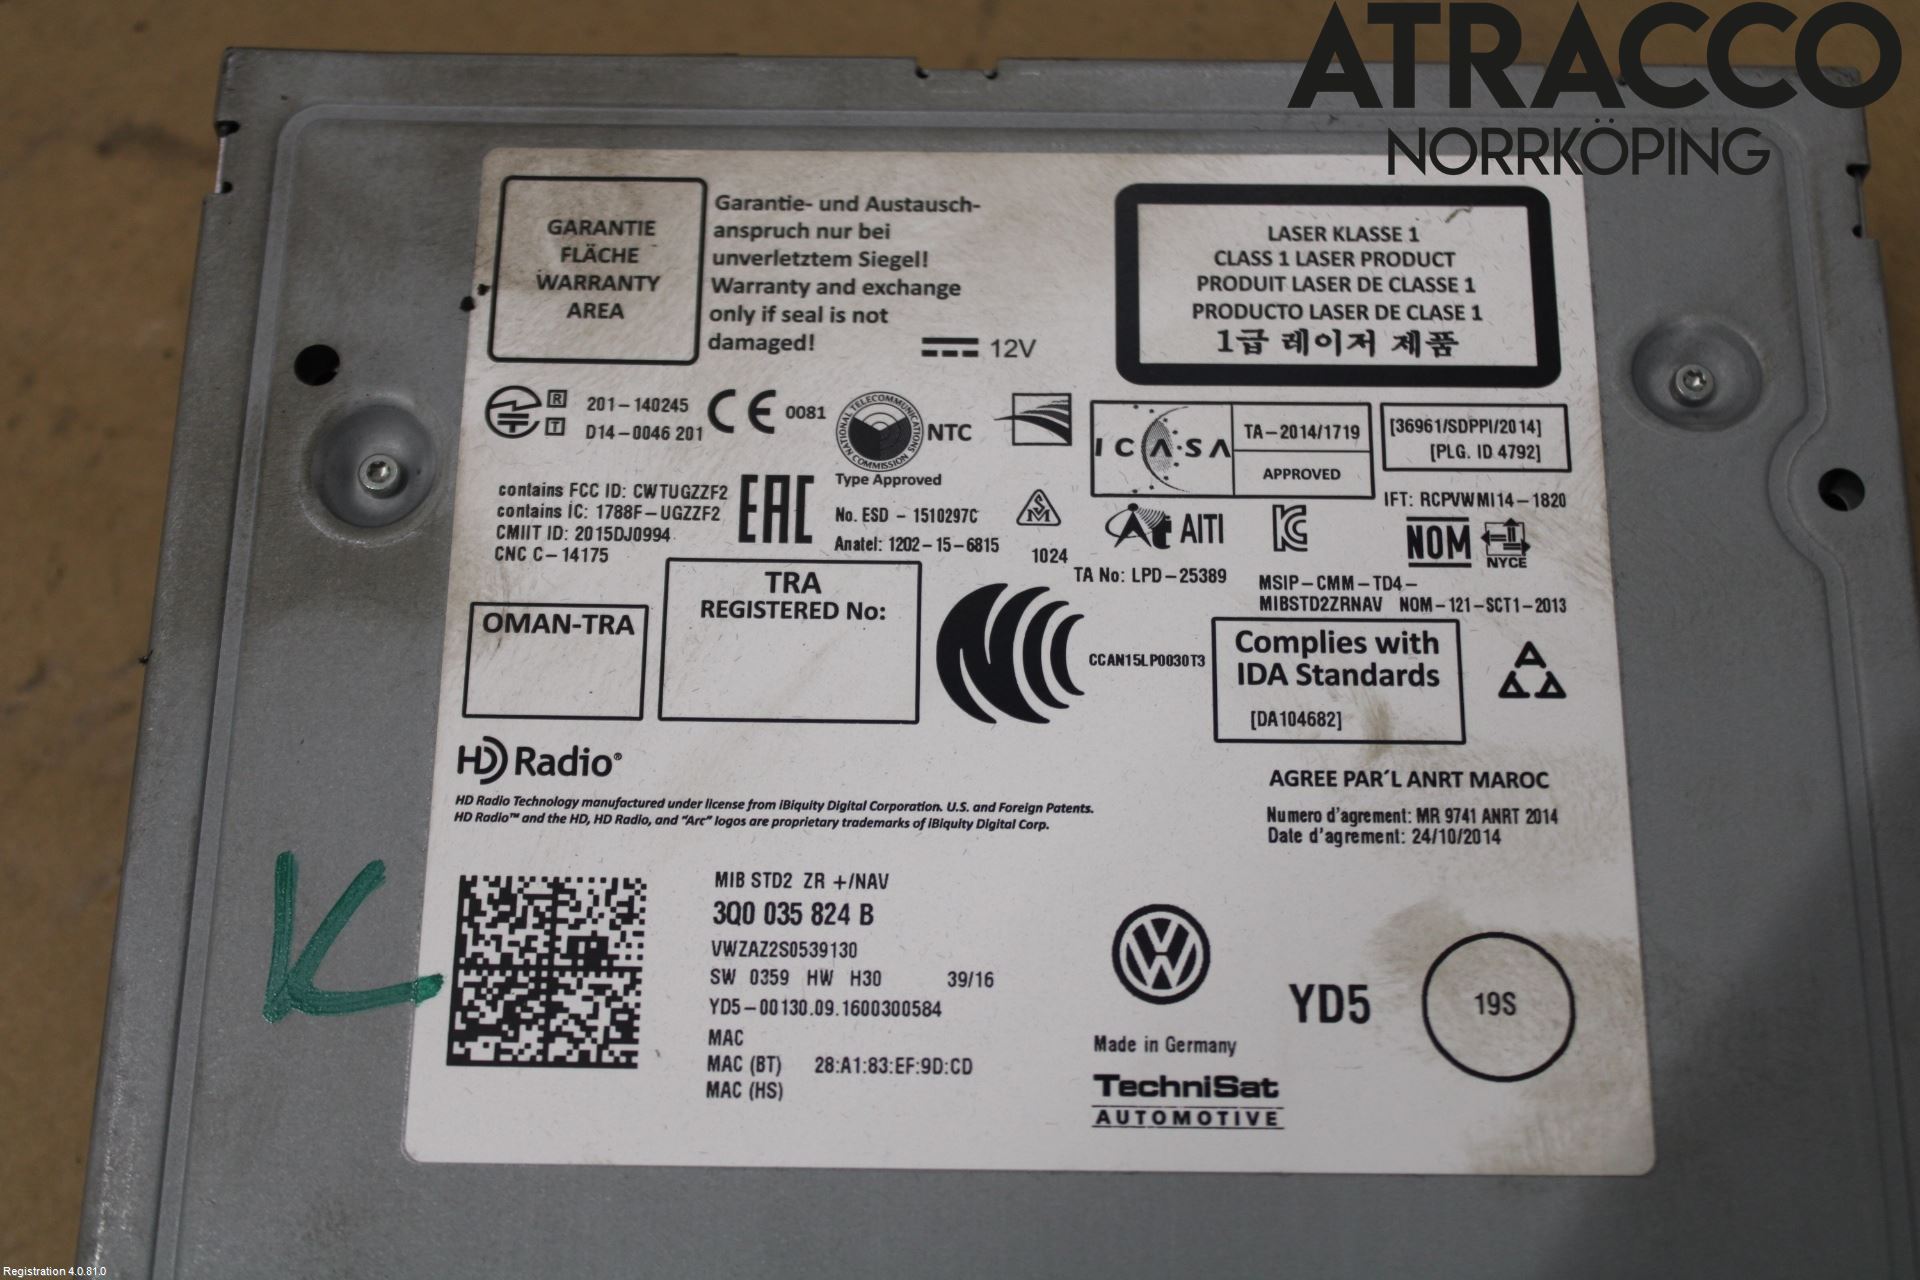 ATRACCO
NORRKÖPING
GARANTIE
FLÄCHE
WARRANTY
AREA
Garantie- und Austausch-
anspruch nur bei
unverletztem Siegel!
Warranty and exchange
only if seal is not
damaged!
12V
LASER KLASSE 1
CLASS 1 LASER PRODUCT
PRODUIT LASER DE CLASSE 1
PRODUCTO LASER DE CLASE 1
1급 레이저 제품
R 201-140245
T D14-0046 201
CE 0081
NATIONAL TELECOMMUNICATIONS COMMISSION
NTC
Type Approved
ICASA
TA-2014/1719
APPROVED
[36961/SDPPI/2014]
[PLG. ID 4792]
contains FCC ID: CWTUGZZF2
contains IC: 1788F-UGZZF2
CMIIT ID: 2015DJ0994
CNC C-14175
EAC
No. ESD - 1510297C
Anatel: 1202-15-6815
1024
AITI
TA No: LPD-25389
IFT: RCPVWMI14-1820
NOM
NYCE
MSIP-CMM-TD4-
MIBSTD2ZRNAV NOM-121-SCT1-2013
OMAN-TRA
TRA
REGISTERED No:
CCAN15LP0030T3
Complies with
IDA Standards
[DA104682]
HD Radio®
HD Radio Technology manufactured under license from iBiquity Digital Corporation. U.S. and Foreign Patents.
HD Radio™ and the HD, HD Radio, and "Arc" logos are proprietary trademarks of iBiquity Digital Corp.
AGREE PAR´L ANRT MAROC
Numero d'agrement: MR 9741 ANRT 2014
Date d'agrement: 24/10/2014
K
MIB STD2 ZR +/NAV
3Q0 035 824 B
VWZAZ2S0539130
SW 0359 HW H30 39/16
YD5-00130.09.1600300584
MAC
MAC (BT) 28:A1:83:EF:9D:CD
MAC (HS)
Made in Germany
TechniSat
AUTOMOTIVE
YD5
19S
Registration 4.0.81.0